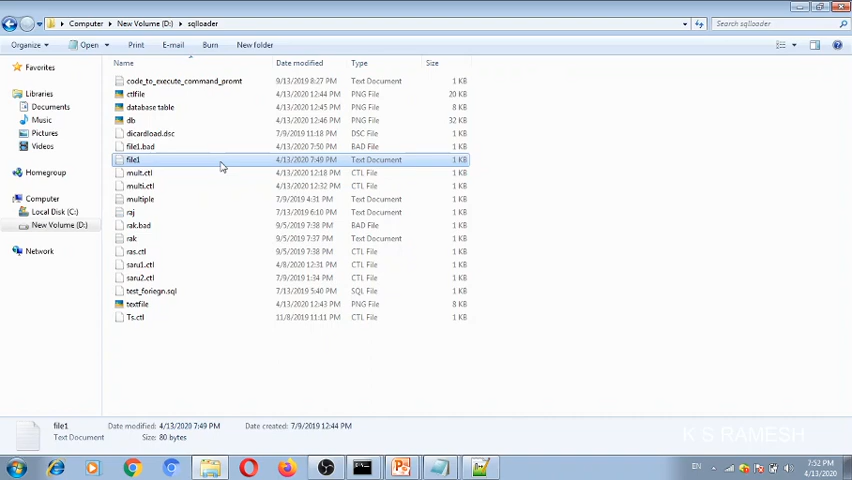 Computer ▸ New Volume (D:) ▸ sqlloader
Search sqlloader
Organize Open Print E-mail Burn New folder
Name Date modified Type Size
Favorites
Libraries
Documents
Music
Pictures
Videos
Homegroup
Computer
Local Disk (C:)
New Volume (D:)
Network
code_to_execute_command_promt 9/13/2019 8:27 PM Text Document 1 KB
ctlfile 4/13/2020 12:44 PM PNG File 20 KB
database table 4/13/2020 12:45 PM PNG File 8 KB
db 4/13/2020 12:46 PM PNG File 32 KB
dicardload.dsc 7/9/2019 11:18 PM DSC File 1 KB
file1.bad 4/13/2020 7:50 PM BAD File 1 KB
file1 4/13/2020 7:49 PM Text Document 1 KB
mult.ctl 4/13/2020 12:18 PM CTL File 1 KB
multi.ctl 4/13/2020 12:32 PM CTL File 1 KB
multiple 7/9/2019 4:31 PM Text Document 1 KB
raj 7/13/2019 6:10 PM Text Document 1 KB
rak.bad 9/5/2019 7:38 PM BAD File 1 KB
rak 9/5/2019 7:37 PM Text Document 1 KB
ras.ctl 9/5/2019 7:38 PM CTL File 1 KB
saru1.ctl 4/8/2020 12:31 PM CTL File 1 KB
saru2.ctl 7/9/2019 1:34 PM CTL File 1 KB
test_foriegn.sql 7/13/2019 5:40 PM SQL File 1 KB
textfile 4/13/2020 12:43 PM PNG File 8 KB
Ts.ctl 11/8/2019 11:11 PM CTL File 1 KB
file1 Date modified: 4/13/2020 7:49 PM Date created: 7/9/2019 12:44 PM
Text Document Size: 80 bytes
K S RAMESH
EN 7:52 PM
4/13/2020